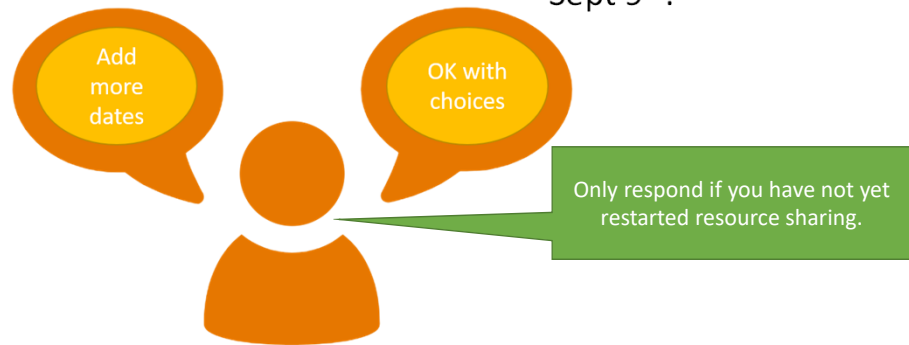 Add
more
dates
OK with
choices
Only respond if you have not yet
restarted resource sharing.